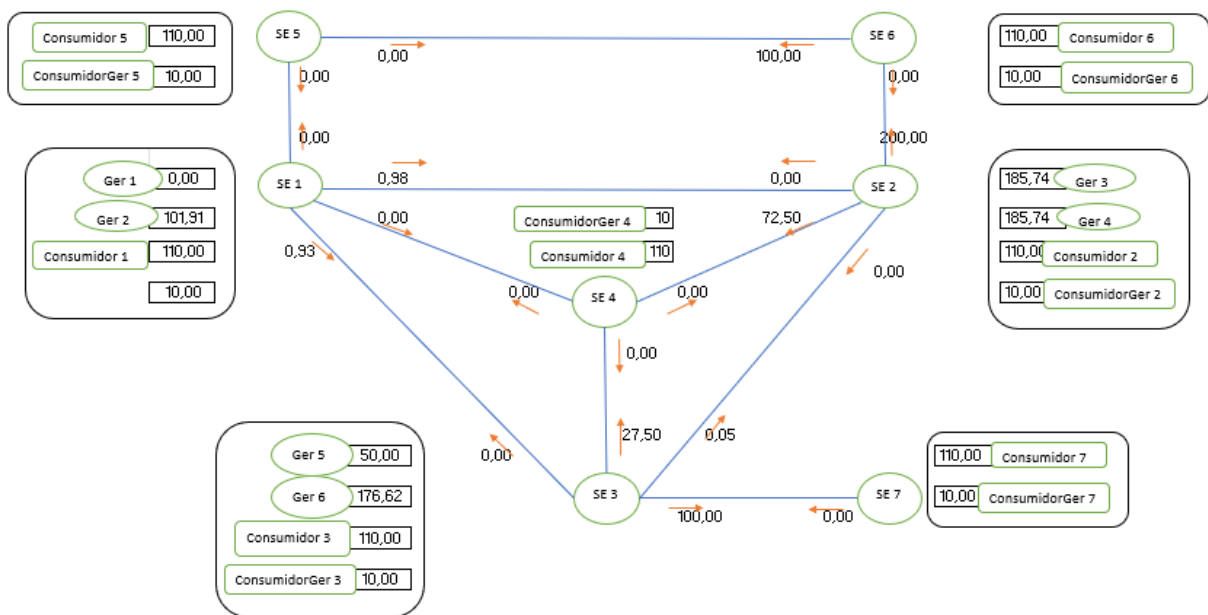 Consumidor 5 110,00
ConsumidorGer 5 10,00
SE 5
0,00
100,00
SE 6
110,00 Consumidor 6
10,00 ConsumidorGer 6
0,00
0,00
0,00
200,00
Ger 1 0,00
Ger 2 101,91
Consumidor 1 110,00
10,00
SE 1
0,98
0,00
SE 2
0,00
0,93
ConsumidorGer 4 10
Consumidor 4 110
72,50
0,00
185,74 Ger 3
185,74 Ger 4
110,00 Consumidor 2
10,00 ConsumidorGer 2
0,00
SE 4
0,00
0,00
27,50
0,05
0,00
Ger 5 50,00
Ger 6 176,62
Consumidor 3 110,00
ConsumidorGer 3 10,00
SE 3
100,00
0,00
SE 7
110,00 Consumidor 7
10,00 ConsumidorGer 7